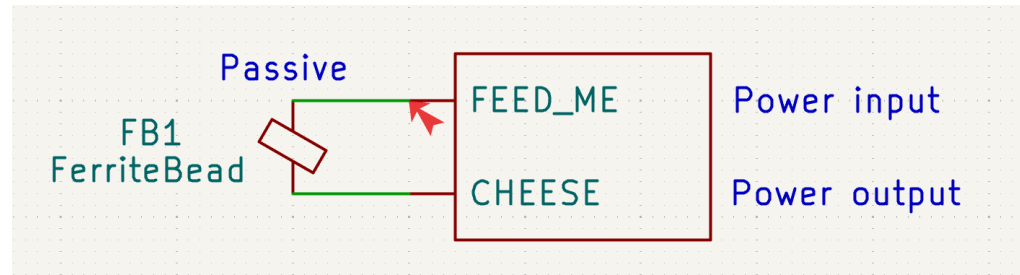 Passive
FEED_ME
Power input
FB1
FerriteBead
CHEESE
Power output